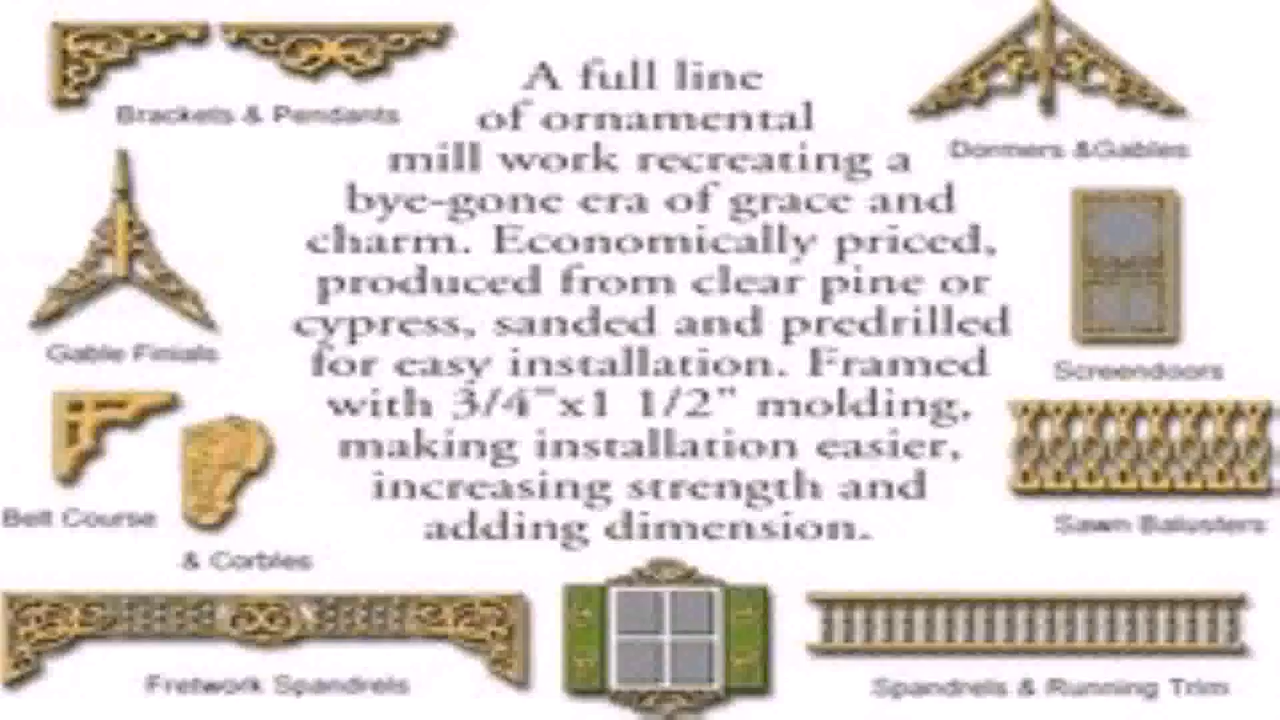 Brackets & Pendants
A full line
of ornamental
mill work recreating a
bye-gone era of grace and
charm. Economically priced,
produced from clear pine or
cypress, sanded and predrilled
for easy installation. Framed
with 3/4"x1 1/2" molding,
making installation easier,
increasing strength and
adding dimension.
Dormers &Gables
Gable Finials
Screendoors
Belt Course
& Corbles
Sawn Balusters
Fretwork Spandrels
Spandrels & Running Trim